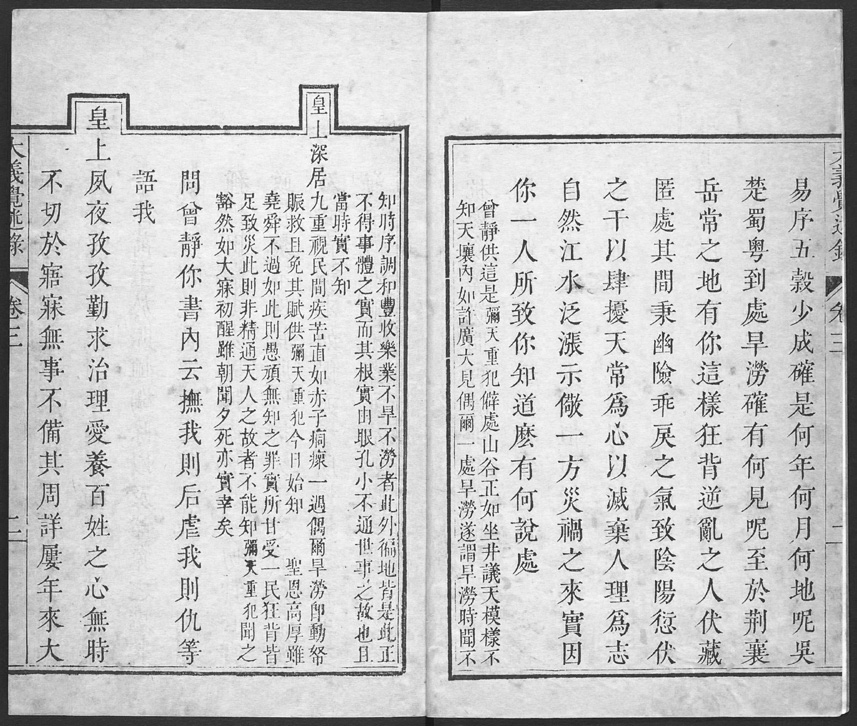 易序五穀少成確是何年何月何地呢吳
楚蜀粵到處旱澇確有何見呢至於荆襄
岳常之地有你這樣狂背逆亂之人伏藏
匿處其間秉幽險乖戾之氣致陰陽愆伏
之干以肆擾天常爲心以滅棄人理爲志
自然江水泛漲示儆一方災禍之來實因
你一人所致你知道麽有何說處
曾靜供這是彌天重犯僻處山谷正如坐井議天模樣不
知天壤內如許廣大見偶爾一處旱澇遂謂旱澇時聞不
大義覺迷錄
卷三
二
知時序調和豐收樂業不旱不澇者此外徧地皆是此正
不得事體之實而其根實由眼孔小不通世事之故也且
當時實不知
皇上深居九重視民間疾苦直如赤子痌瘝一遇偶爾旱澇卽動帑
賑救且免其賦供彌天重犯今日始知 聖恩高厚雖
堯舜不過如此則愚頑無知之罪實所甘受一民狂背皆
足致災此則非精通天人之故者不能知彌天重犯聞之
豁然如大寐初醒雖朝聞夕死亦實幸矣
問曾靜你書內云撫我則后虐我則仇等
語我
皇上夙夜孜孜勤求治理愛養百姓之心無時
不切於寤寐無事不備其周詳屢年來大
大義覺迷錄
卷三
二